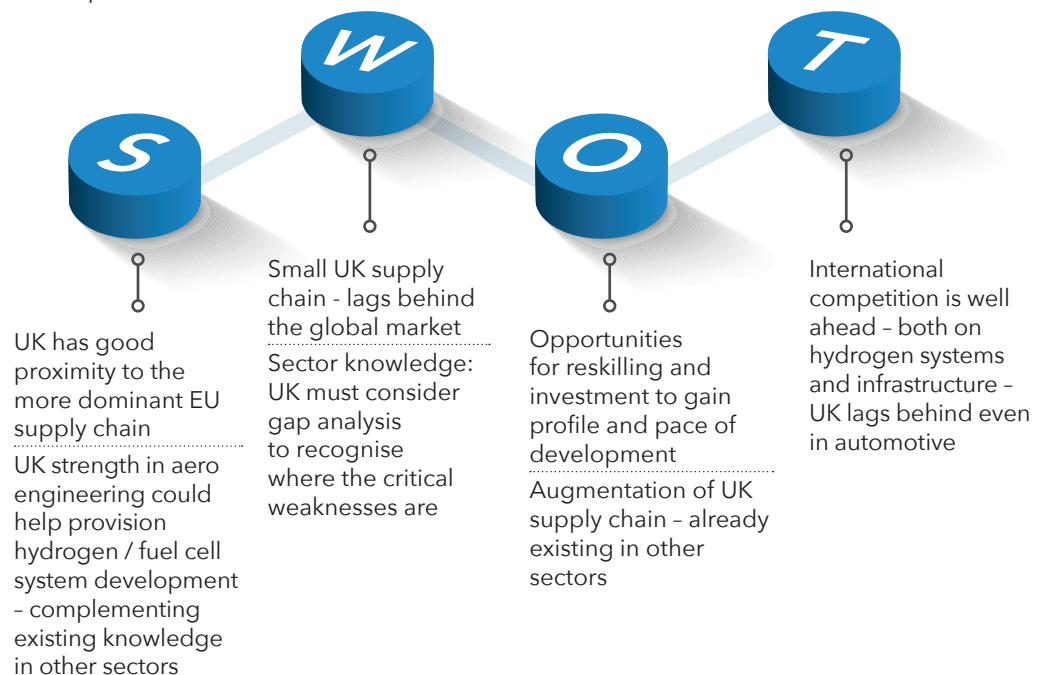 S
UK has good
proximity to the
more dominant EU
supply chain
UK strength in aero
engineering could
help provision
hydrogen / fuel cell
system development
– complementing
existing knowledge
in other sectors
W
Small UK supply
chain - lags behind
the global market
Sector knowledge:
UK must consider
gap analysis
to recognise
where the critical
weaknesses are
O
Opportunities
for reskilling and
investment to gain
profile and pace of
development
Augmentation of UK
supply chain – already
existing in other
sectors
T
International
competition is well
ahead – both on
hydrogen systems
and infrastructure –
UK lags behind even
in automotive